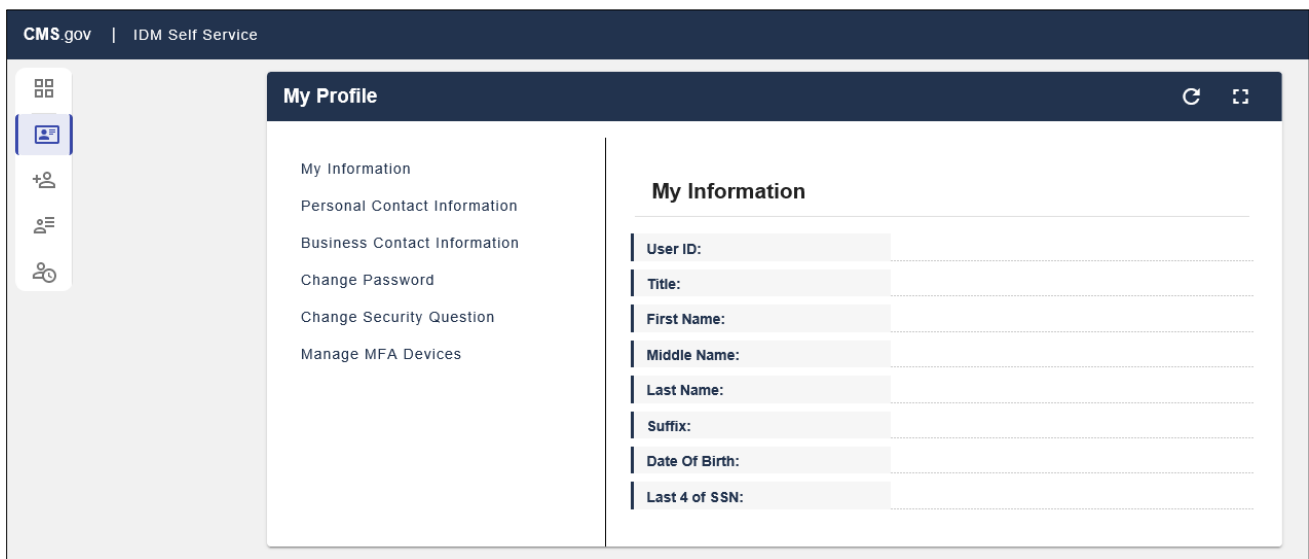 CMS.gov | IDM Self Service
My Profile
My Information
Personal Contact Information
Business Contact Information
Change Password
Change Security Question
Manage MFA Devices
My Information
User ID:
Title:
First Name:
Middle Name:
Last Name:
Suffix:
Date Of Birth:
Last 4 of SSN: